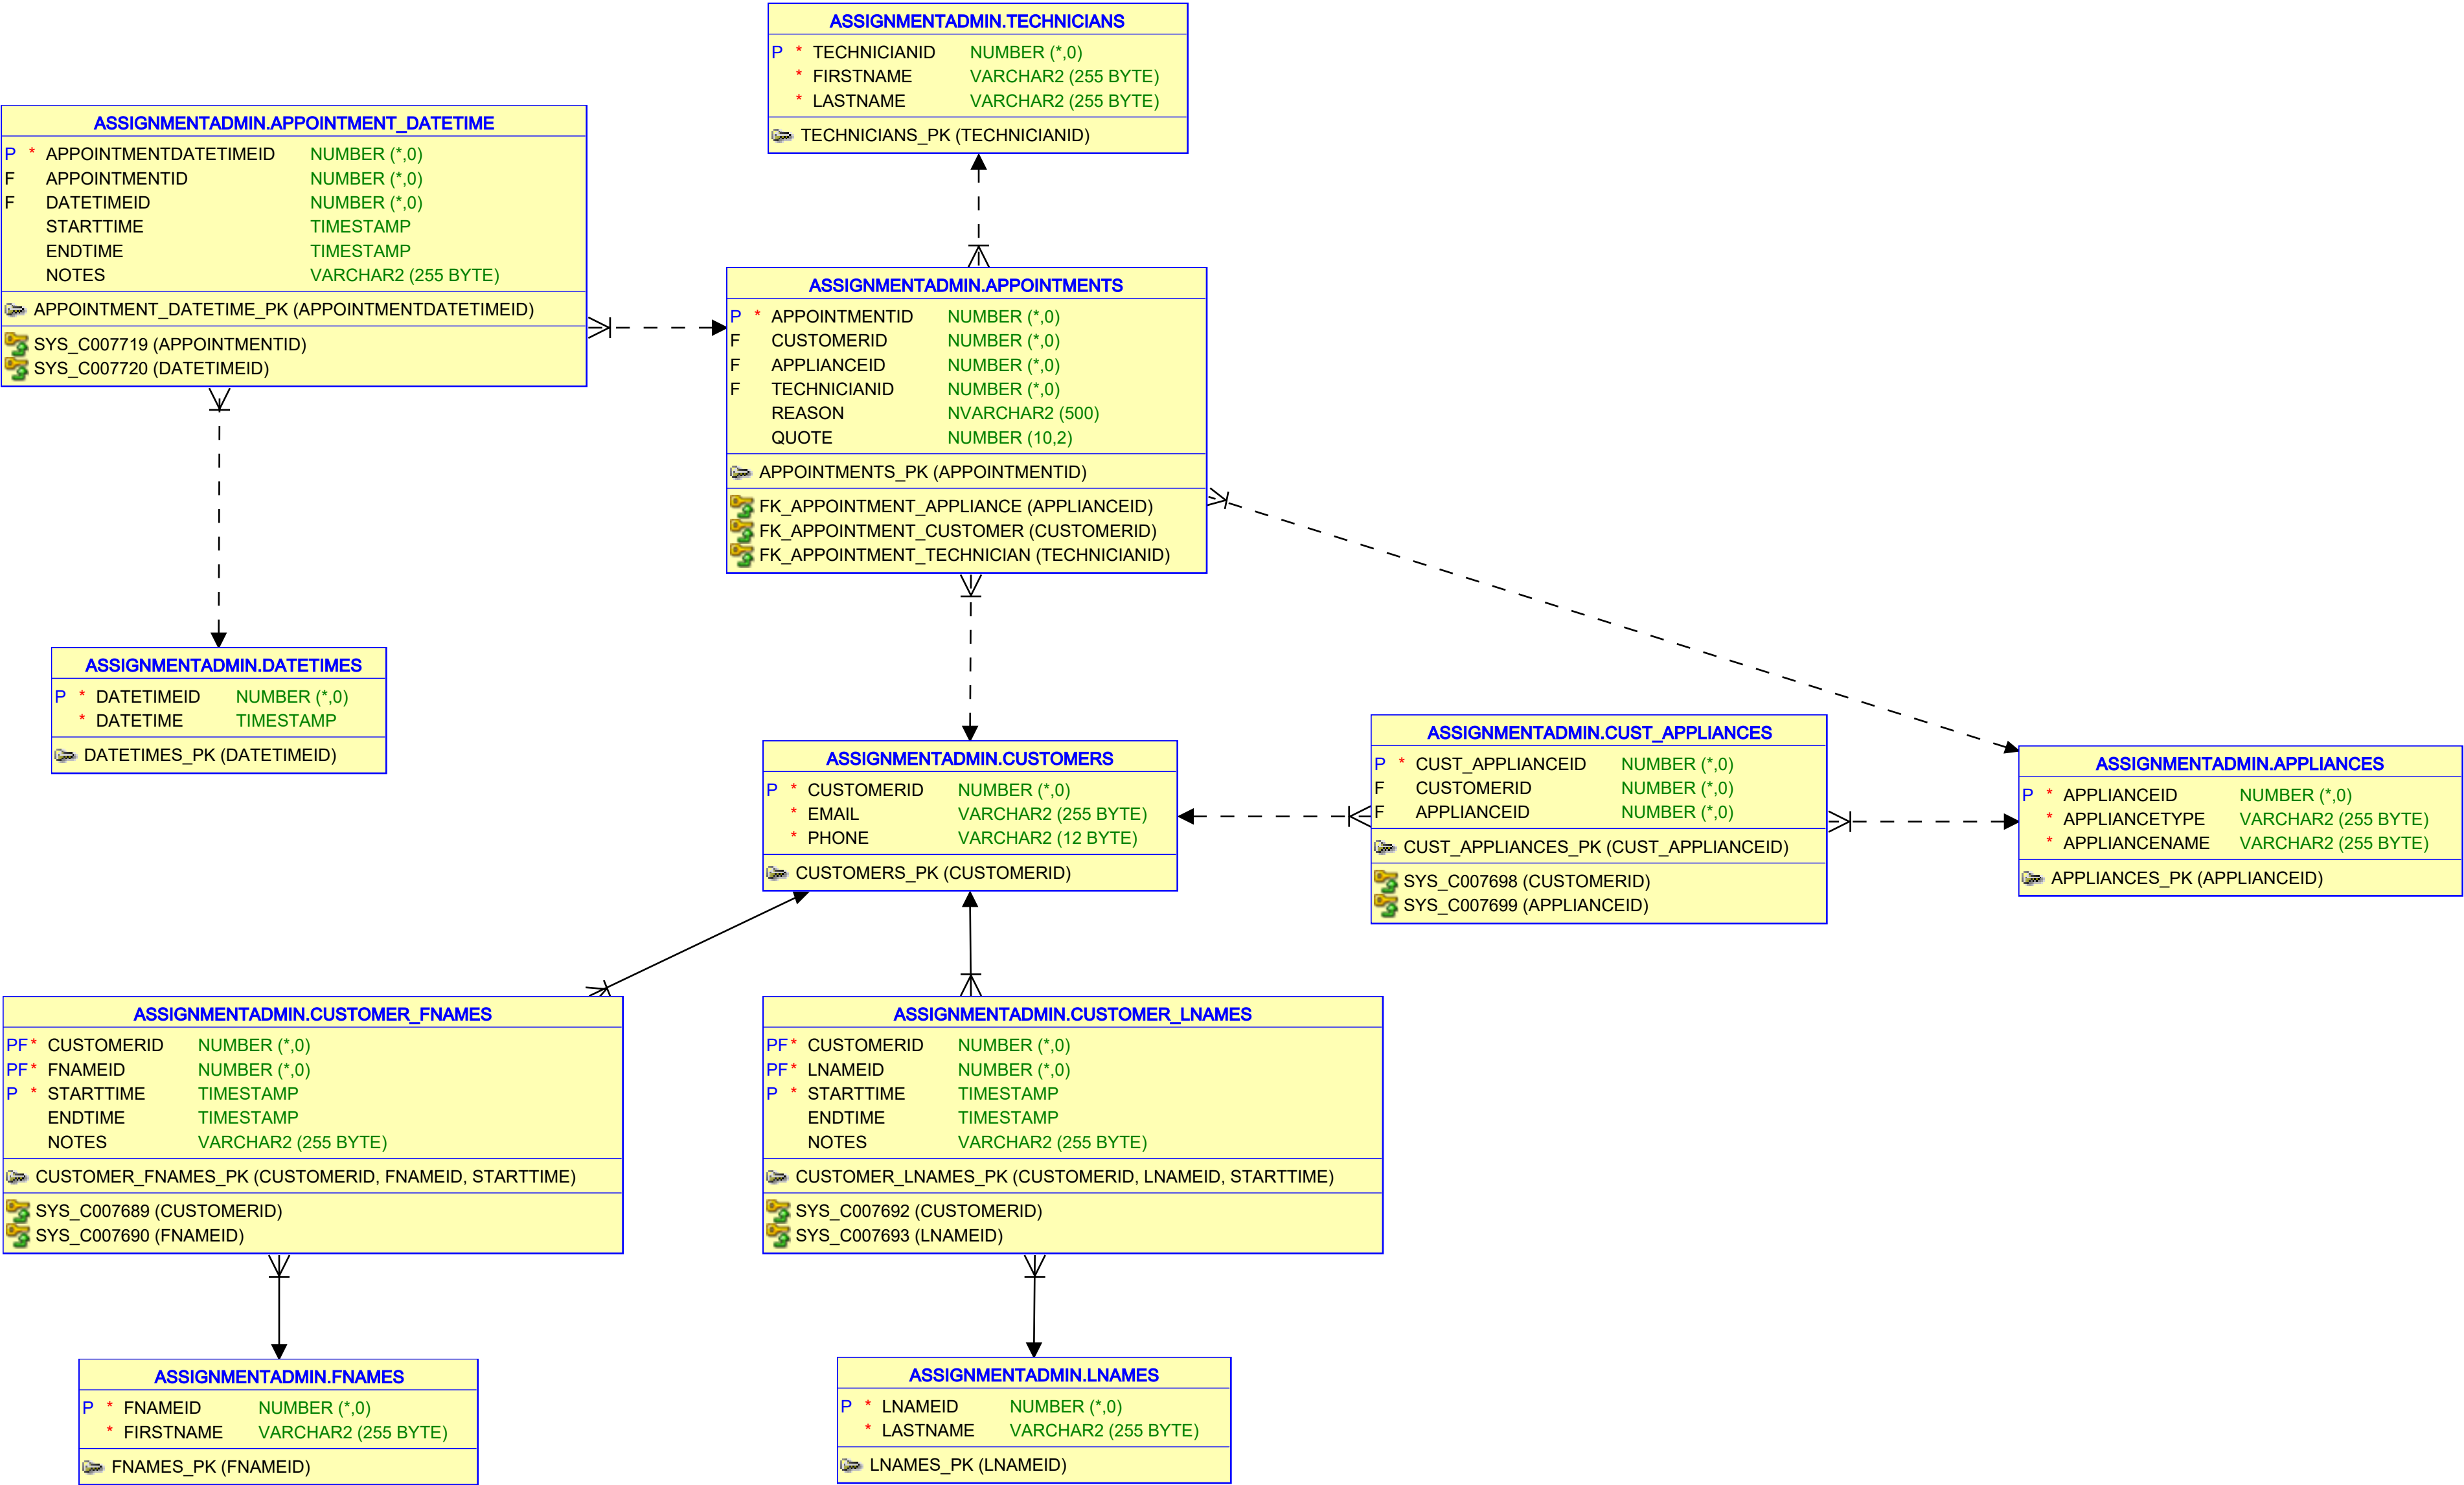 ASSIGNMENTADMIN.TECHNICIANS
P * TECHNICIANID NUMBER (*,0)
* FIRSTNAME VARCHAR2 (255 BYTE)
* LASTNAME VARCHAR2 (255 BYTE)
TECHNICIANS_PK (TECHNICIANID)
ASSIGNMENTADMIN.APPOINTMENT_DATETIME
P * APPOINTMENTDATETIMEID NUMBER (*,0)
F APPOINTMENTID NUMBER (*,0)
F DATETIMEID NUMBER (*,0)
STARTTIME TIMESTAMP
ENDTIME TIMESTAMP
NOTES VARCHAR2 (255 BYTE)
APPOINTMENT_DATETIME_PK (APPOINTMENTDATETIMEID)
SYS_C007719 (APPOINTMENTID)
SYS_C007720 (DATETIMEID)
ASSIGNMENTADMIN.APPOINTMENTS
P * APPOINTMENTID NUMBER (*,0)
F CUSTOMERID NUMBER (*,0)
F APPLIANCEID NUMBER (*,0)
F TECHNICIANID NUMBER (*,0)
REASON NVARCHAR2 (500)
QUOTE NUMBER (10,2)
APPOINTMENTS_PK (APPOINTMENTID)
FK_APPOINTMENT_APPLIANCE (APPLIANCEID)
FK_APPOINTMENT_CUSTOMER (CUSTOMERID)
FK_APPOINTMENT_TECHNICIAN (TECHNICIANID)
ASSIGNMENTADMIN.DATETIMES
P * DATETIMEID NUMBER (*,0)
* DATETIME TIMESTAMP
DATETIMES_PK (DATETIMEID)
ASSIGNMENTADMIN.CUSTOMERS
P * CUSTOMERID NUMBER (*,0)
* EMAIL VARCHAR2 (255 BYTE)
* PHONE VARCHAR2 (12 BYTE)
CUSTOMERS_PK (CUSTOMERID)
ASSIGNMENTADMIN.CUST_APPLIANCES
P * CUST_APPLIANCEID NUMBER (*,0)
F CUSTOMERID NUMBER (*,0)
F APPLIANCEID NUMBER (*,0)
CUST_APPLIANCES_PK (CUST_APPLIANCEID)
SYS_C007698 (CUSTOMERID)
SYS_C007699 (APPLIANCEID)
ASSIGNMENTADMIN.APPLIANCES
P * APPLIANCEID NUMBER (*,0)
* APPLIANCETYPE VARCHAR2 (255 BYTE)
* APPLIANCENAME VARCHAR2 (255 BYTE)
APPLIANCES_PK (APPLIANCEID)
ASSIGNMENTADMIN.CUSTOMER_FNAMES
PF * CUSTOMERID NUMBER (*,0)
PF * FNAMEID NUMBER (*,0)
P * STARTTIME TIMESTAMP
ENDTIME TIMESTAMP
NOTES VARCHAR2 (255 BYTE)
CUSTOMER_FNAMES_PK (CUSTOMERID, FNAMEID, STARTTIME)
SYS_C007689 (CUSTOMERID)
SYS_C007690 (FNAMEID)
ASSIGNMENTADMIN.CUSTOMER_LNAMES
PF * CUSTOMERID NUMBER (*,0)
PF * LNAMEID NUMBER (*,0)
P * STARTTIME TIMESTAMP
ENDTIME TIMESTAMP
NOTES VARCHAR2 (255 BYTE)
CUSTOMER_LNAMES_PK (CUSTOMERID, LNAMEID, STARTTIME)
SYS_C007692 (CUSTOMERID)
SYS_C007693 (LNAMEID)
ASSIGNMENTADMIN.FNAMES
P * FNAMEID NUMBER (*,0)
* FIRSTNAME VARCHAR2 (255 BYTE)
FNAMES_PK (FNAMEID)
ASSIGNMENTADMIN.LNAMES
P * LNAMEID NUMBER (*,0)
* LASTNAME VARCHAR2 (255 BYTE)
LNAMES_PK (LNAMEID)